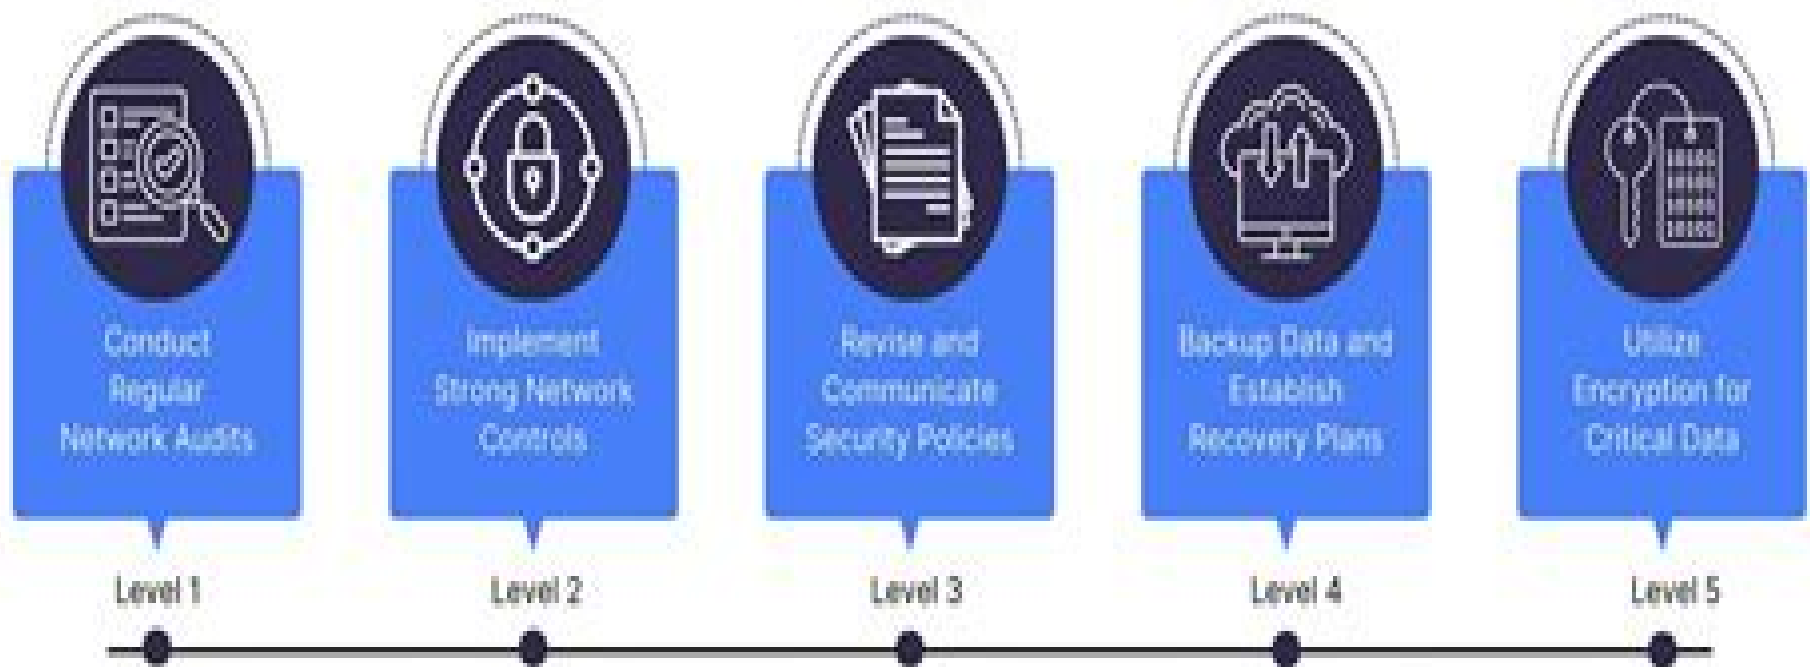 Conduct
Regular
Network Audits
Implement
Strong Network
Controls
Revise and
Communicate
Security Policies
Backup Data and
Establish
Recovery Plans
Utilize
Encryption for
Critical Data
Level 1
Level 2
Level 3
Level 4
Level 5